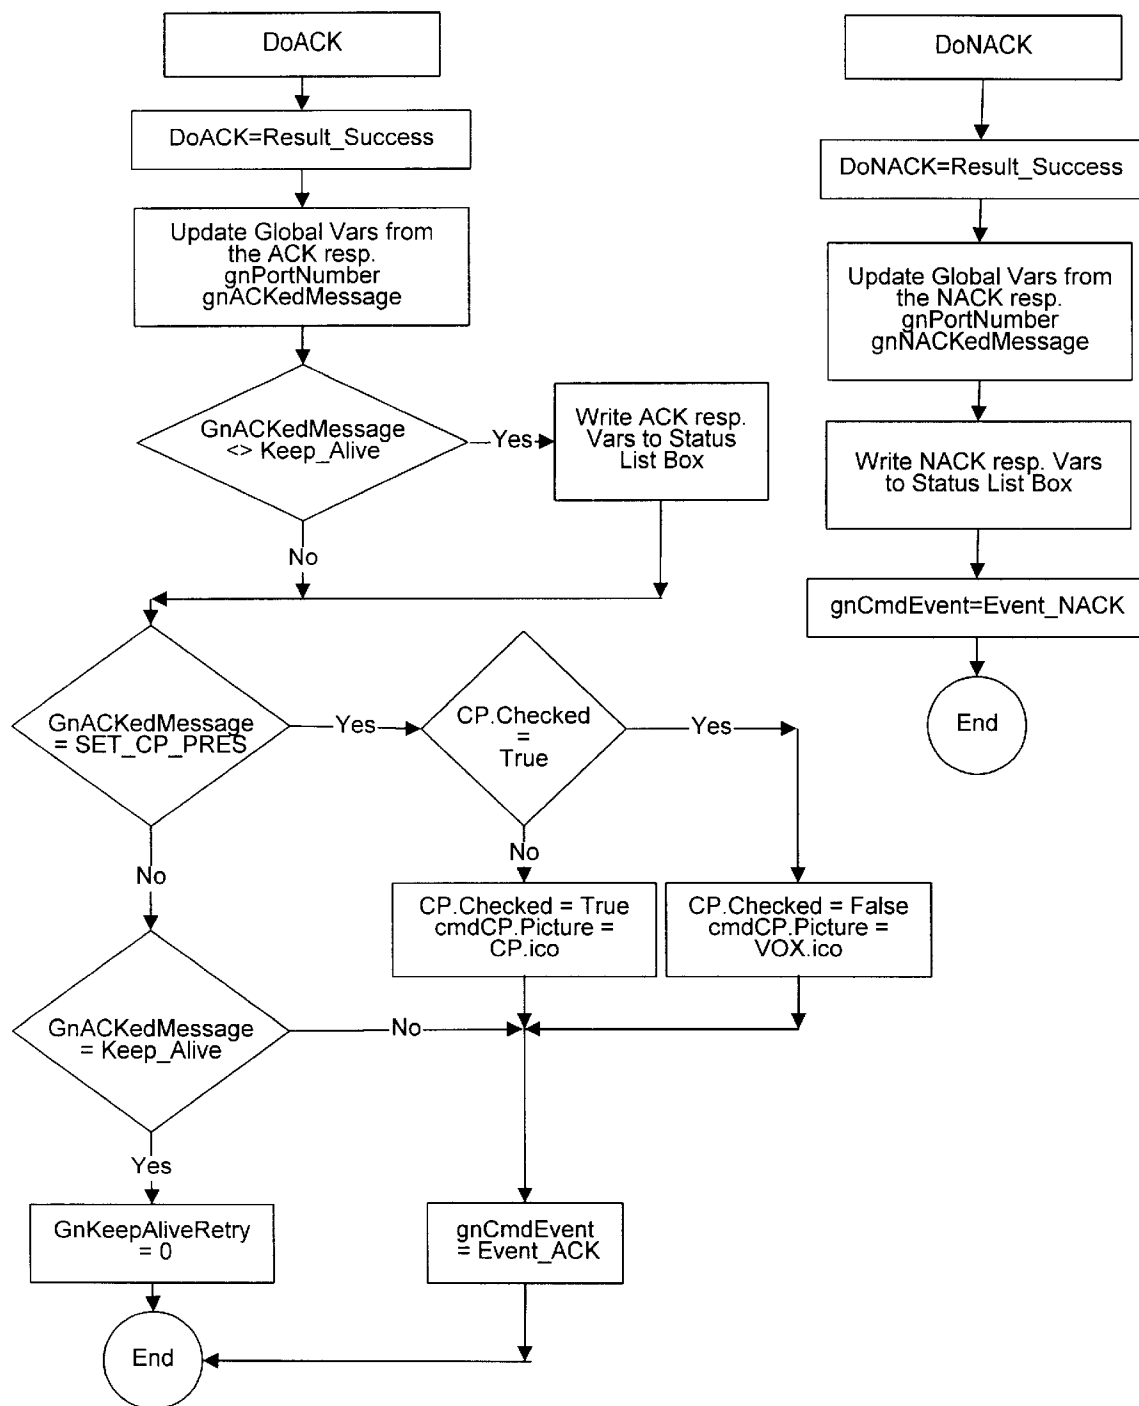 DoACK
DoACK=Result_Success
Update Global Vars from
the ACK resp.
gnPortNumber
gnACKedMessage
GnACKedMessage
<> Keep_Alive
Yes
Write ACK resp.
Vars to Status
List Box
No
GnACKedMessage
= SET_CP_PRES
Yes
CP.Checked
=
True
Yes
No
No
CP.Checked = True
cmdCP.Picture =
CP.ico
CP.Checked = False
cmdCP.Picture =
VOX.ico
GnACKedMessage
= Keep_Alive
No
Yes
GnKeepAliveRetry
= 0
gnCmdEvent
= Event_ACK
End
DoNACK
DoNACK=Result_Success
Update Global Vars from
the NACK resp.
gnPortNumber
gnNACKedMessage
Write NACK resp. Vars
to Status List Box
gnCmdEvent=Event_NACK
End